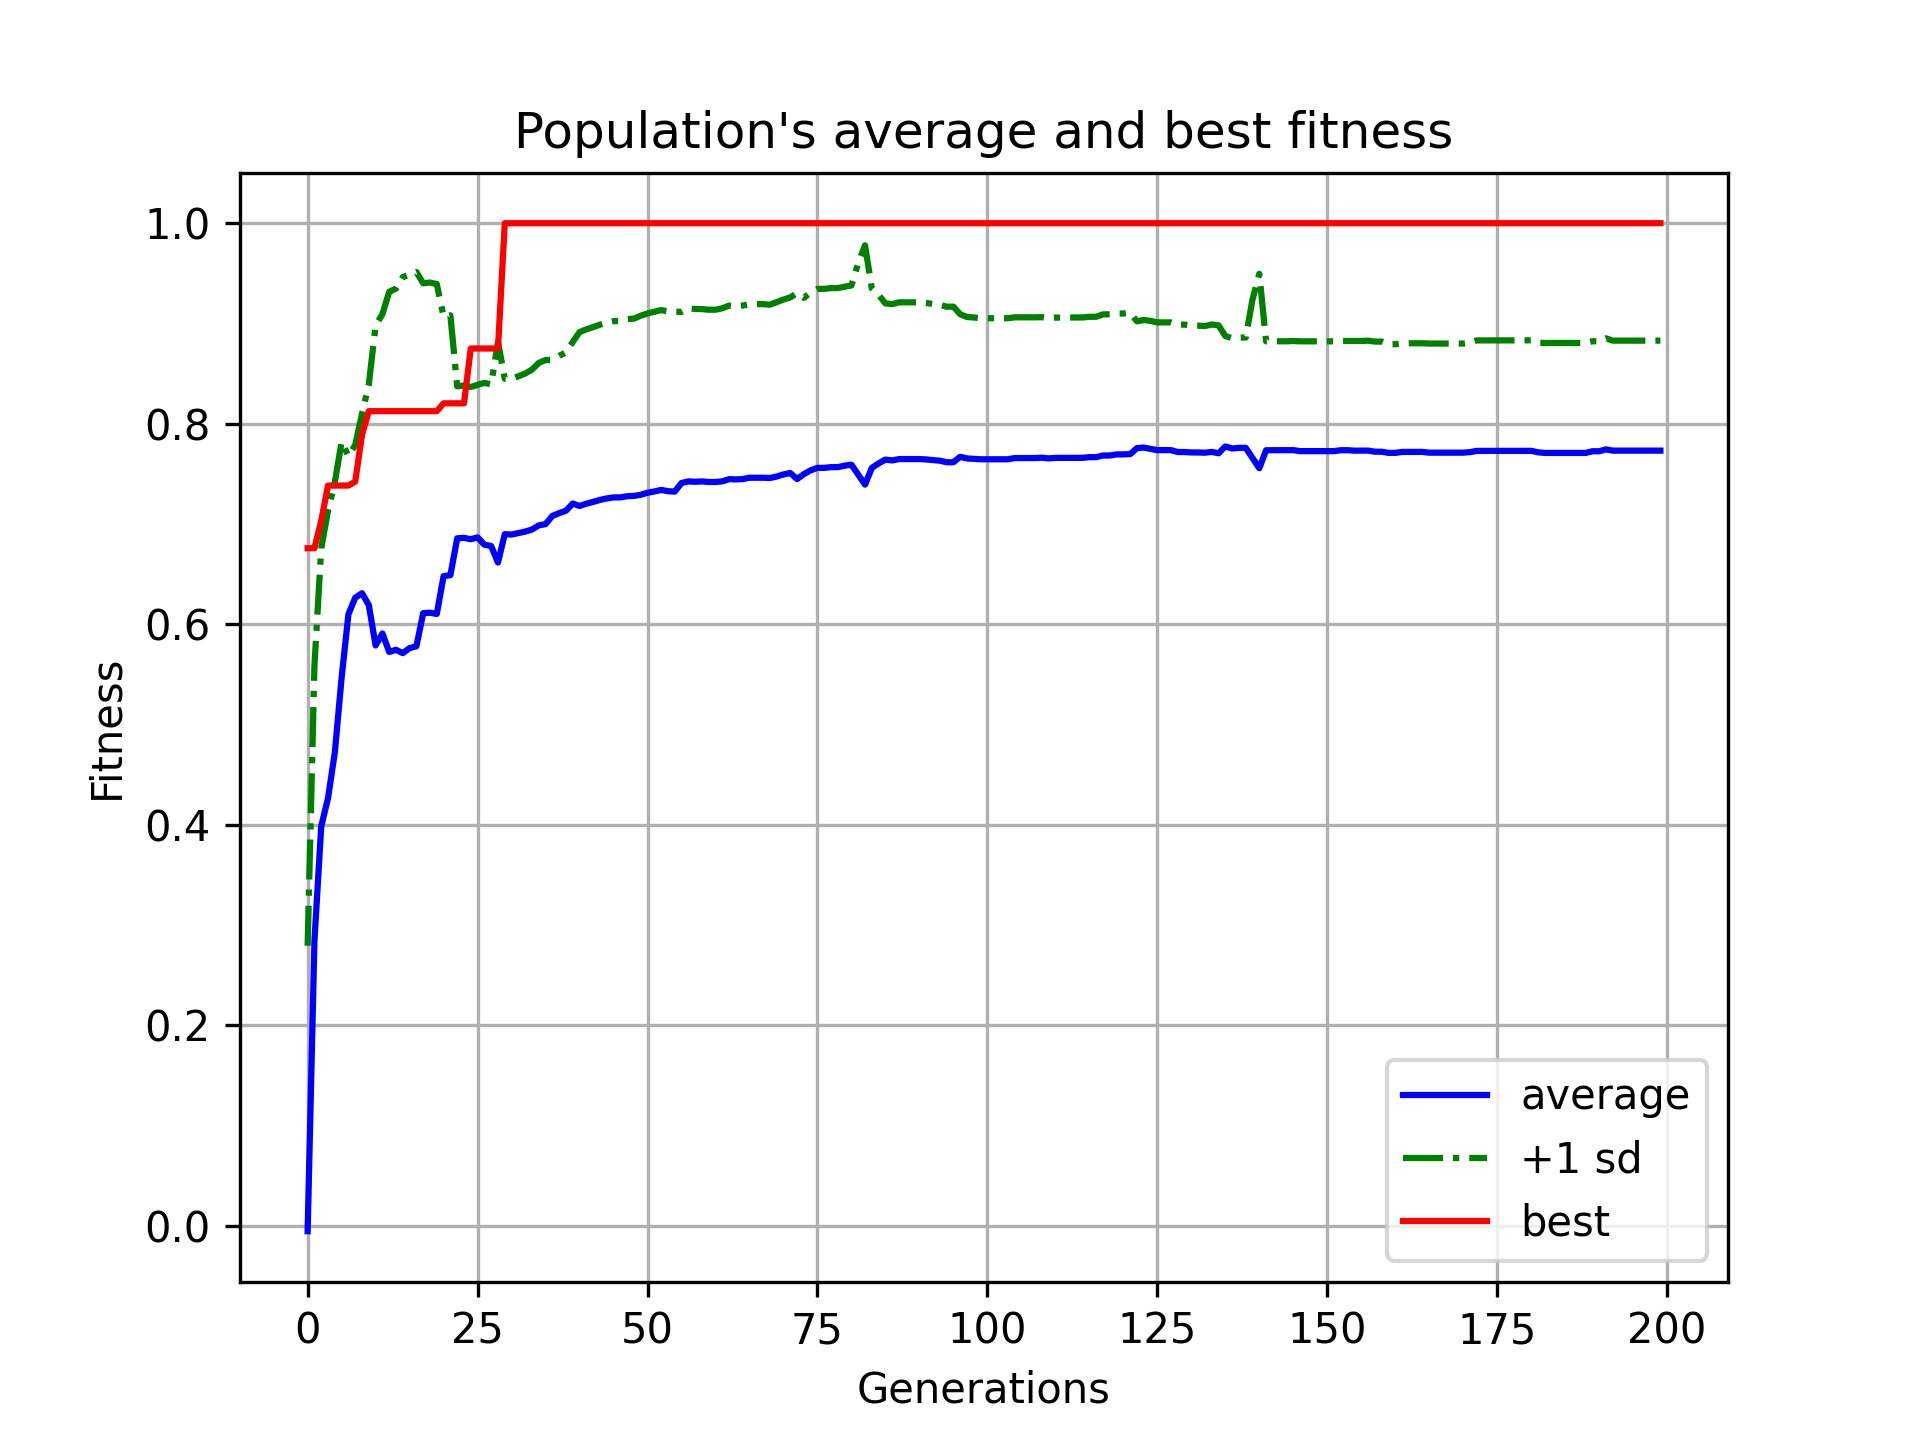 Population's average and best fitness
1.0
0.8
0.6
0.4
0.2
0.0
Fitness
average
+1 sd
best
0 25 50 75 100 125 150 175 200
Generations